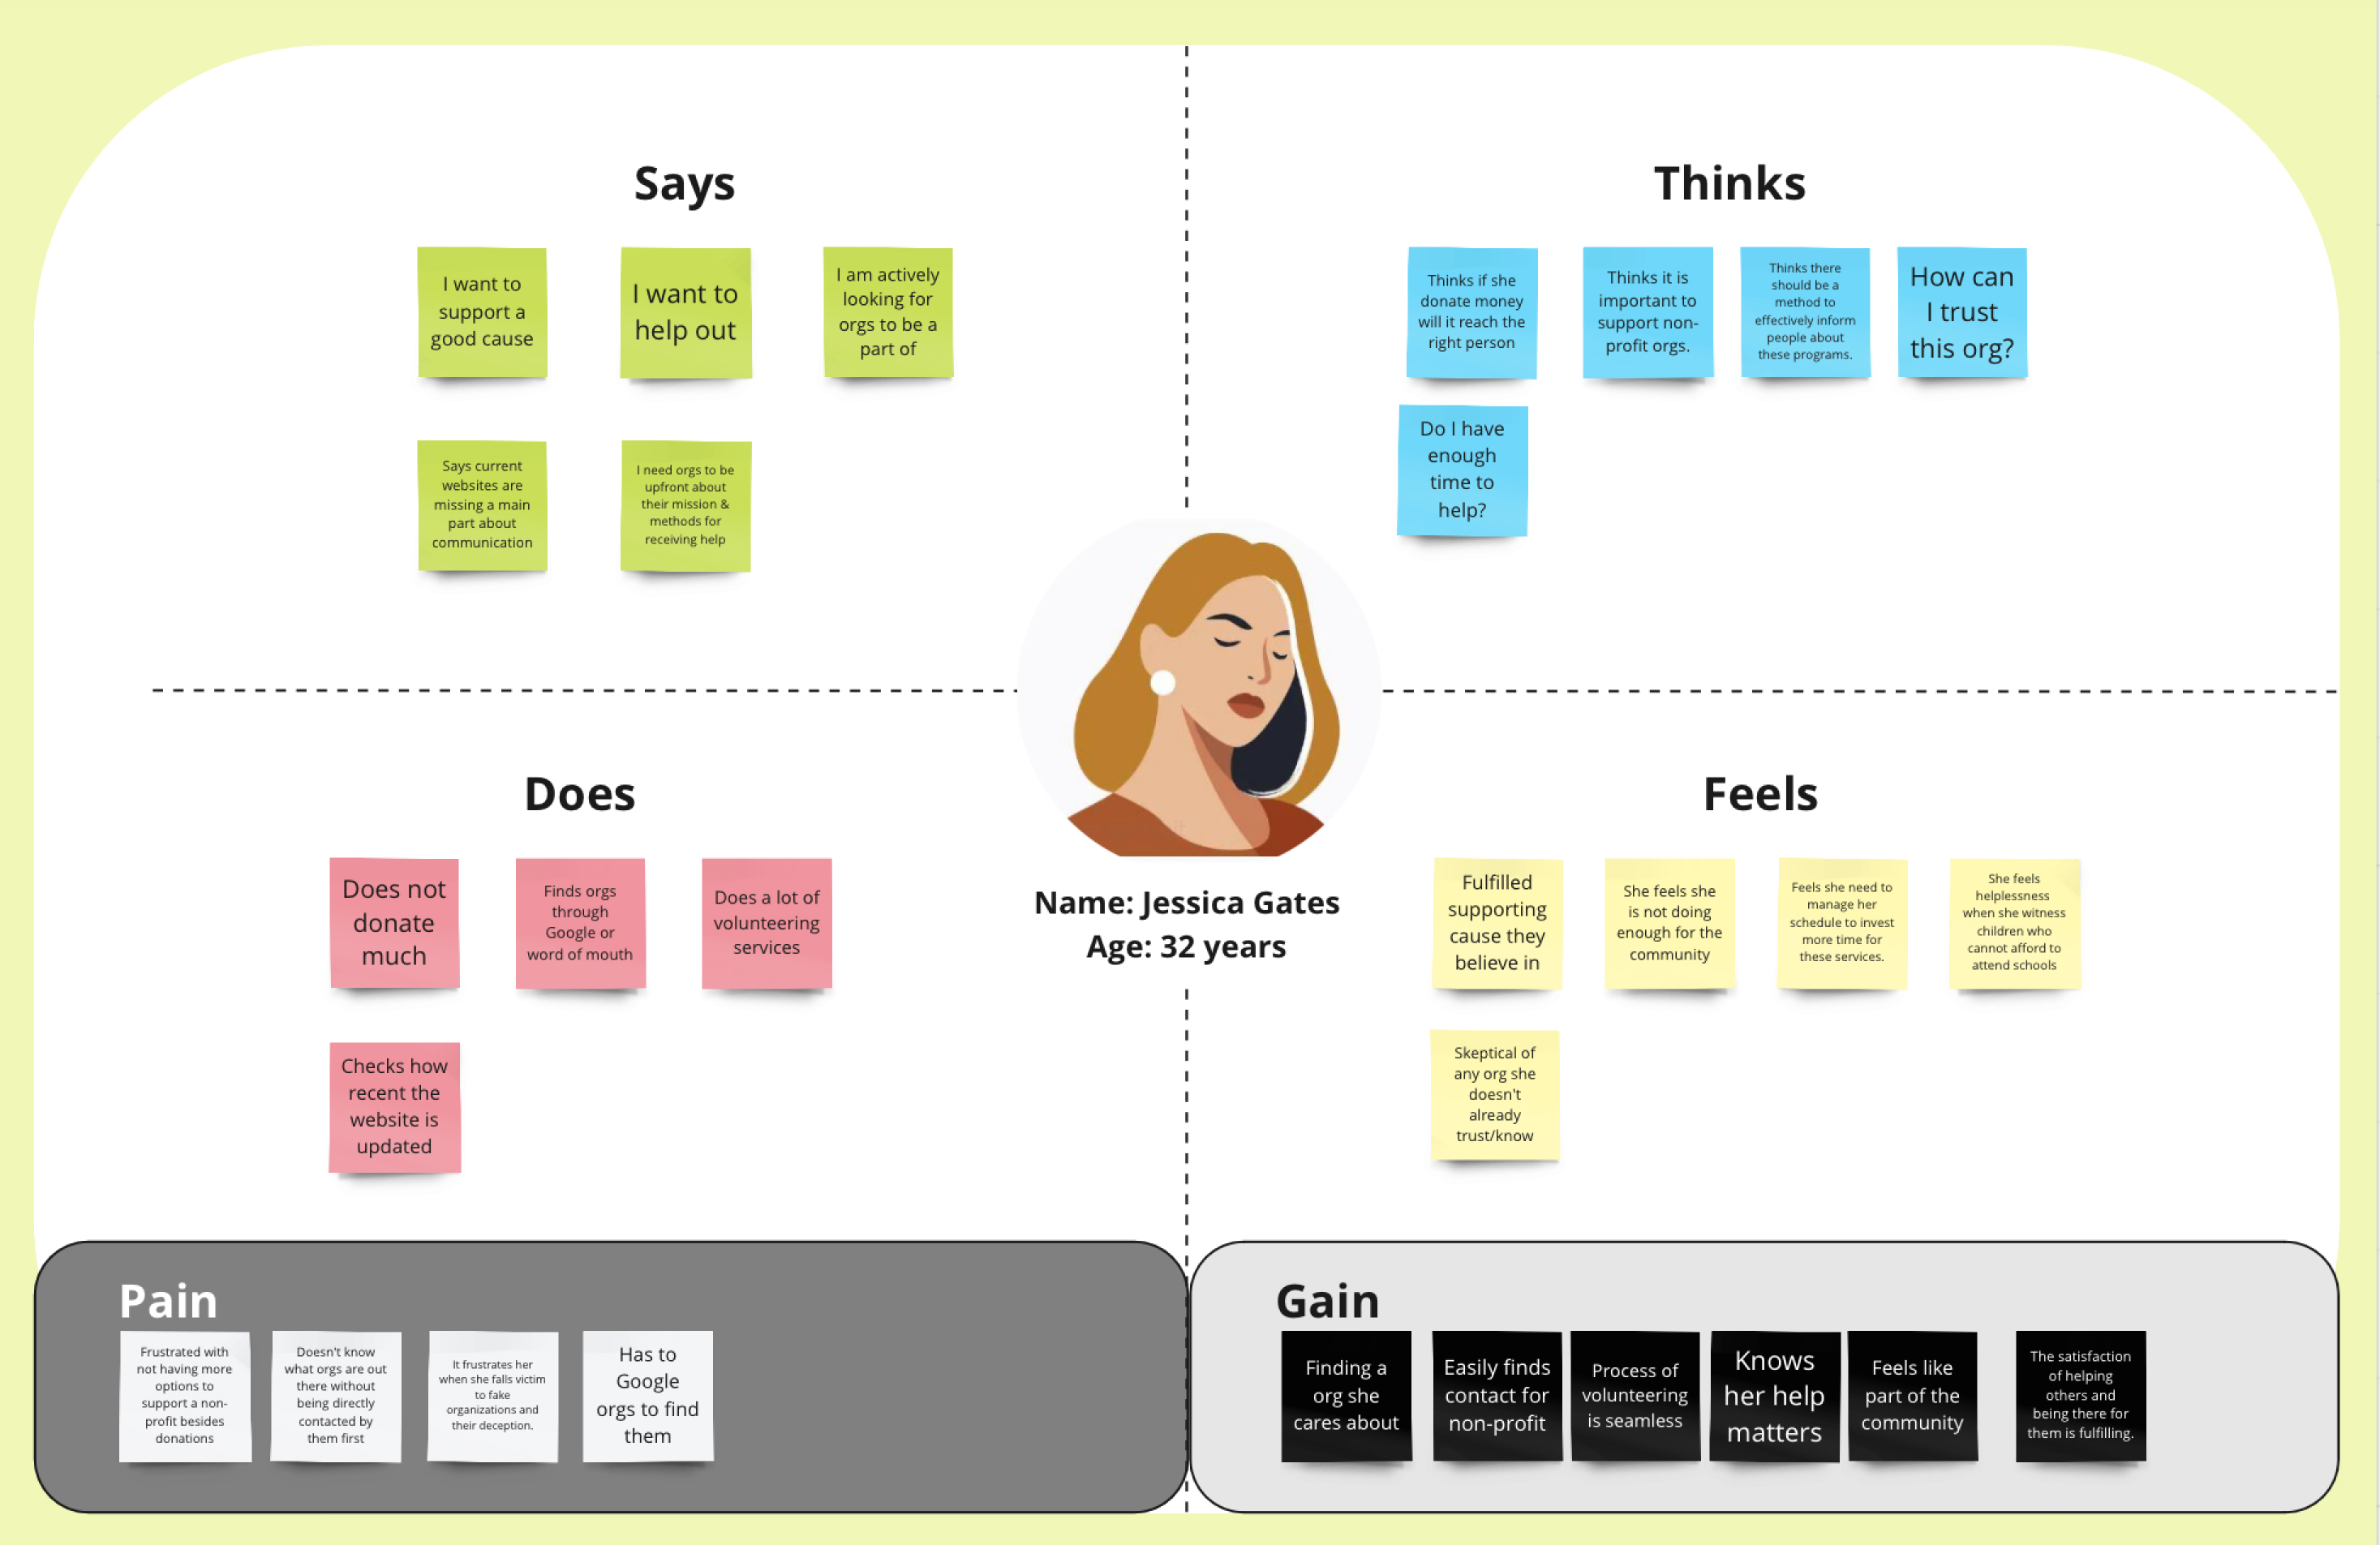 Says
I want to
support a
good cause
I want to
help out
I am actively
looking for
orgs to be a
part of
Says current
websites are
missing a main
part about
communication
I need orgs to be
upfront about
their mission &
methods for
receiving help
Thinks
Thinks if she
donate money
will it reach the
right person
Thinks it is
important to
support non-
profit orgs.
Thinks there
should be a
method to
effectively inform
people about
these programs.
How can
I trust
this org?
Do I have
enough
time to
help?
Name: Jessica Gates
Age: 32 years
Does
Does not
donate
much
Finds orgs
through
Google or
word of mouth
Does a lot of
volunteering
services
Checks how
recent the
website is
updated
Feels
Fulfilled
supporting
cause they
believe in
She feels she
is not doing
enough for the
community
Feels she need to
manage her
schedule to invest
more time for
these services.
She feels
helplessness
when she witness
children who
cannot afford to
attend schools
Skeptical of
any org she
doesn't
already
trust/know
Pain
Frustrated with
not having more
options to
support a non-
profit besides
donations
Doesn't know
what orgs are out
there without
being directly
contacted by
them first
It frustrates her
when she falls victim
to fake
organizations and
their deception.
Has to
Google
orgs to find
them
Gain
Finding a
org she
cares about
Easily finds
contact for
non-profit
Process of
volunteering
is seamless
Knows
her help
matters
Feels like
part of the
community
The satisfaction
of helping
others and
being there for
them is fulfilling.